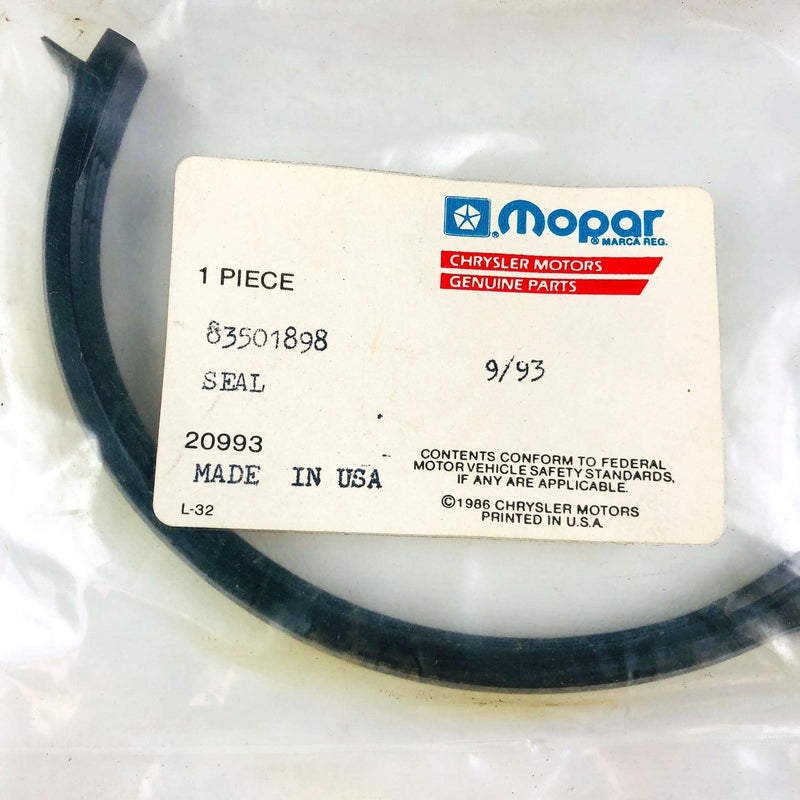 Mopar
® ® MARCA REG.
CHRYSLER MOTORS
GENUINE PARTS
1 PIECE
83501898
SEAL
9/93
20993
MADE IN USA
L-32
CONTENTS CONFORM TO FEDERAL
MOTOR VEHICLE SAFETY STANDARDS,
IF ANY ARE APPLICABLE.
©1986 CHRYSLER MOTORS
PRINTED IN U.S.A.